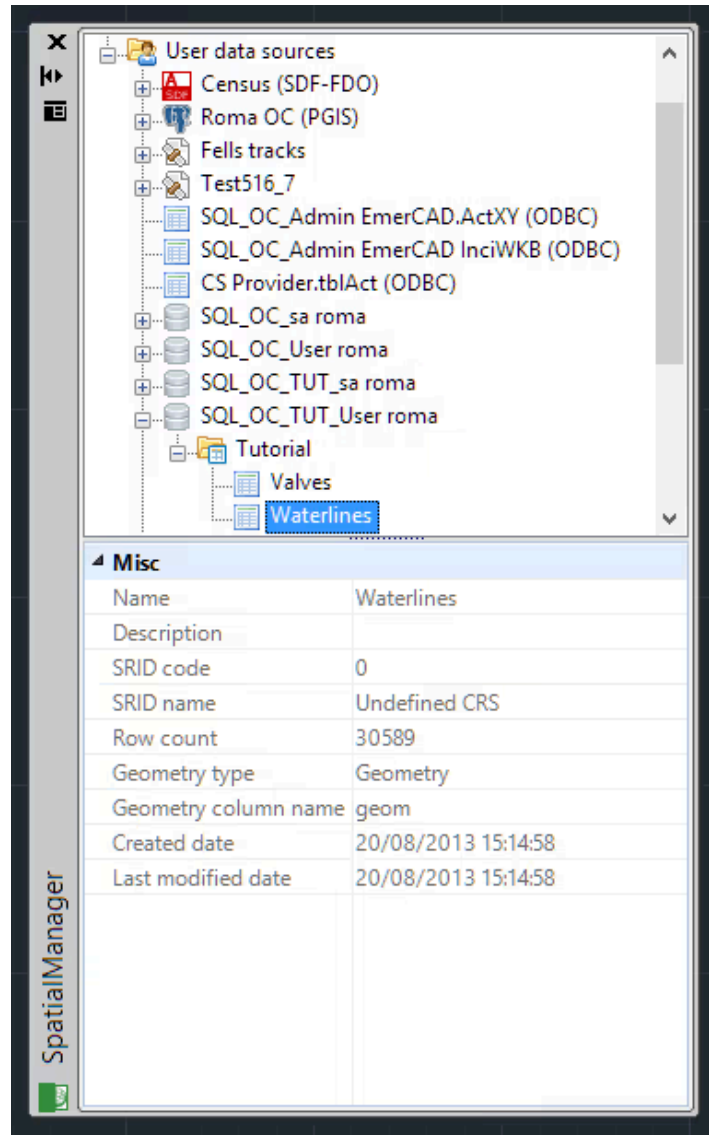 User data sources
Census (SDF-FDO)
Roma OC (PGIS)
Fells tracks
Test516_7
SQL_OC_Admin EmerCAD.ActXY (ODBC)
SQL_OC_Admin EmerCAD InciWKB (ODBC)
CS Provider.tblAct (ODBC)
SQL_OC_sa roma
SQL_OC_User roma
SQL_OC_TUT_sa roma
SQL_OC_TUT_User roma
Tutorial
Valves
Waterlines
Misc
Name Waterlines
Description
SRID code 0
SRID name Undefined CRS
Row count 30589
Geometry type Geometry
Geometry column name geom
Created date 20/08/2013 15:14:58
Last modified date 20/08/2013 15:14:58
SpatialManager